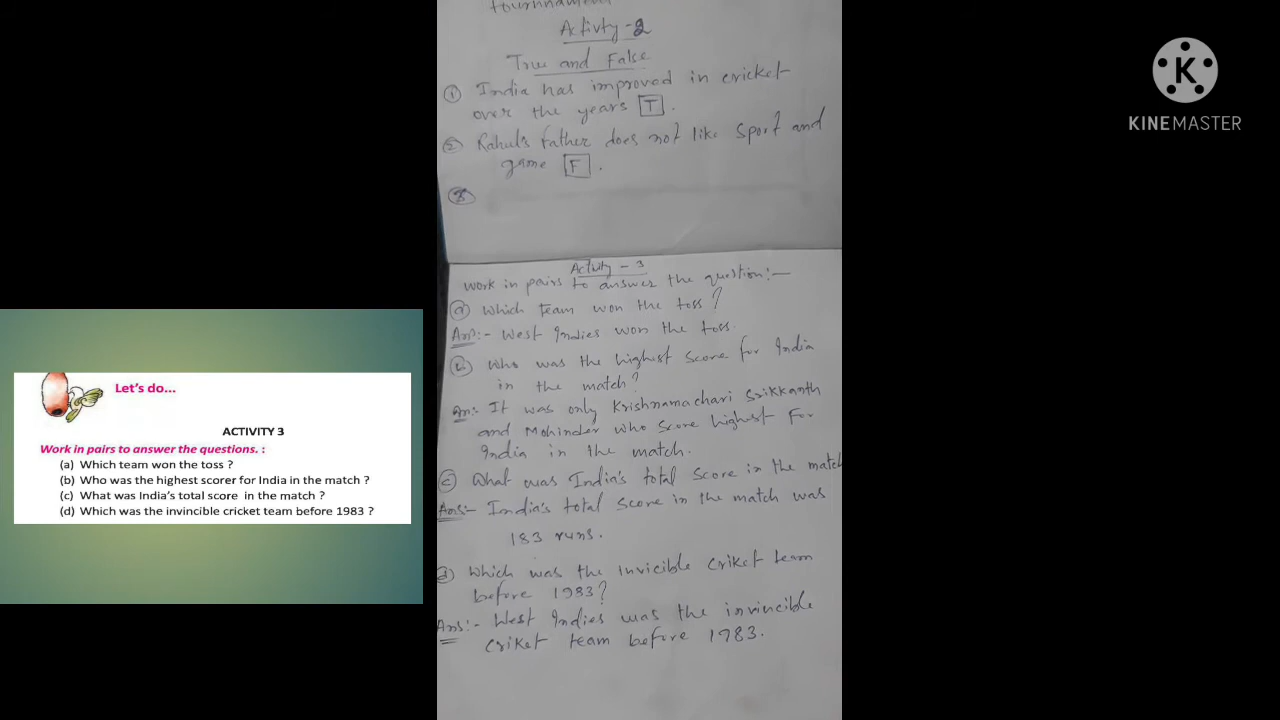 Let's do...
ACTIVITY 3
Work in pairs to answer the questions. :
(a) Which team won the toss ?
(b) Who was the highest scorer for India in the match ?
(c) What was India's total score in the match ?
(d) Which was the invincible cricket team before 1983 ?
Activty - 2
True and False
① India has improved in cricket
over the years [T].
② Rahul's father does not like Sport and
game [F].
Activity - 3
Work in pairs to answer the question:—
(a) Which team won the toss?
Ans:- West Indies won the toss.
(b) Who was the highest score for India
in the match?
Ans:- It was only Krishnamachari Srikkanth
and Mohinder who score highest for
India in the match.
(c) What was India's total score in the match
Ans:- India's total score in the match was
183 runs.
(d) Which was the invicible criket team
before 1983?
Ans:- West Indies was the invincible
criket team before 1983.
K
KINEMASTER